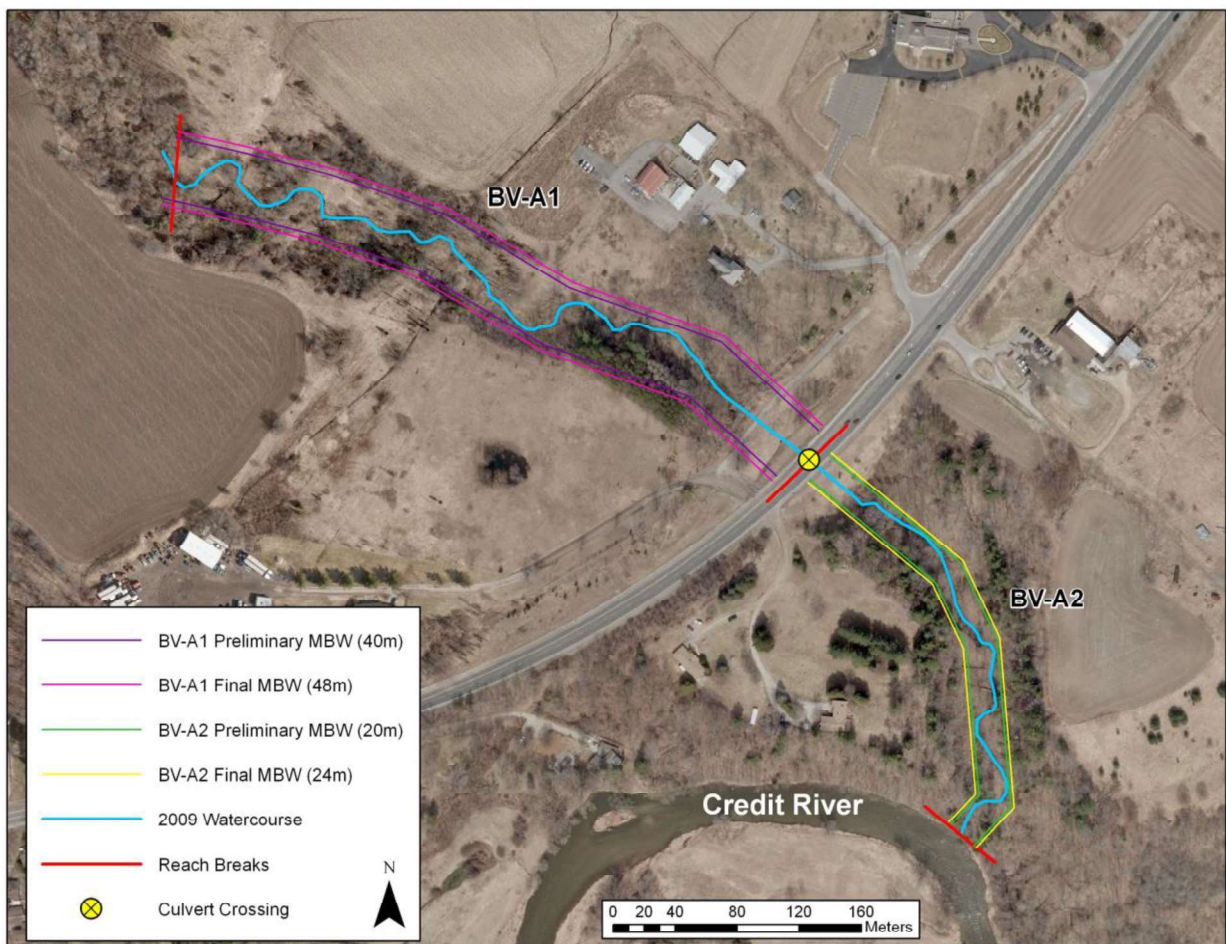 BV-A1
BV-A2
Credit River
BV-A1 Preliminary MBW (40m)
BV-A1 Final MBW (48m)
BV-A2 Preliminary MBW (20m)
BV-A2 Final MBW (24m)
2009 Watercourse
Reach Breaks
Culvert Crossing
N
0 20 40 80 120 160
Meters